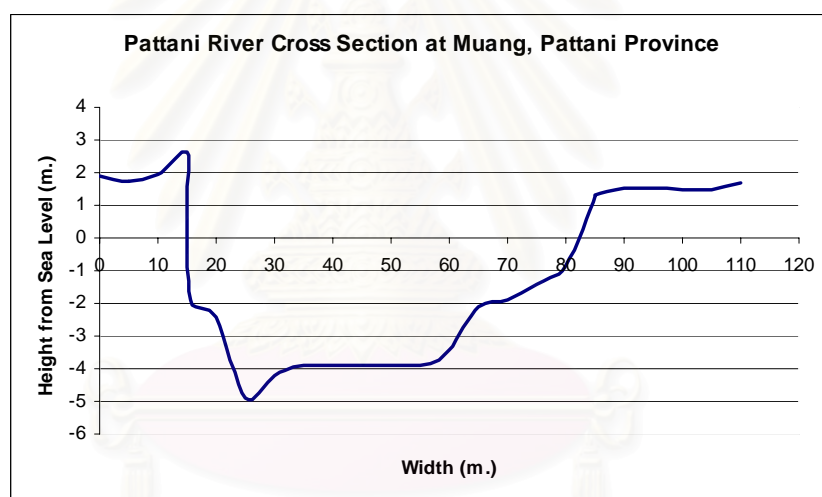 Pattani River Cross Section at Muang, Pattani Province
Height from Sea Level (m.)
4
3
2
1
0
-1
-2
-3
-4
-5
-6
0 10 20 30 40 50 60 70 80 90 100 110 120
Width (m.)